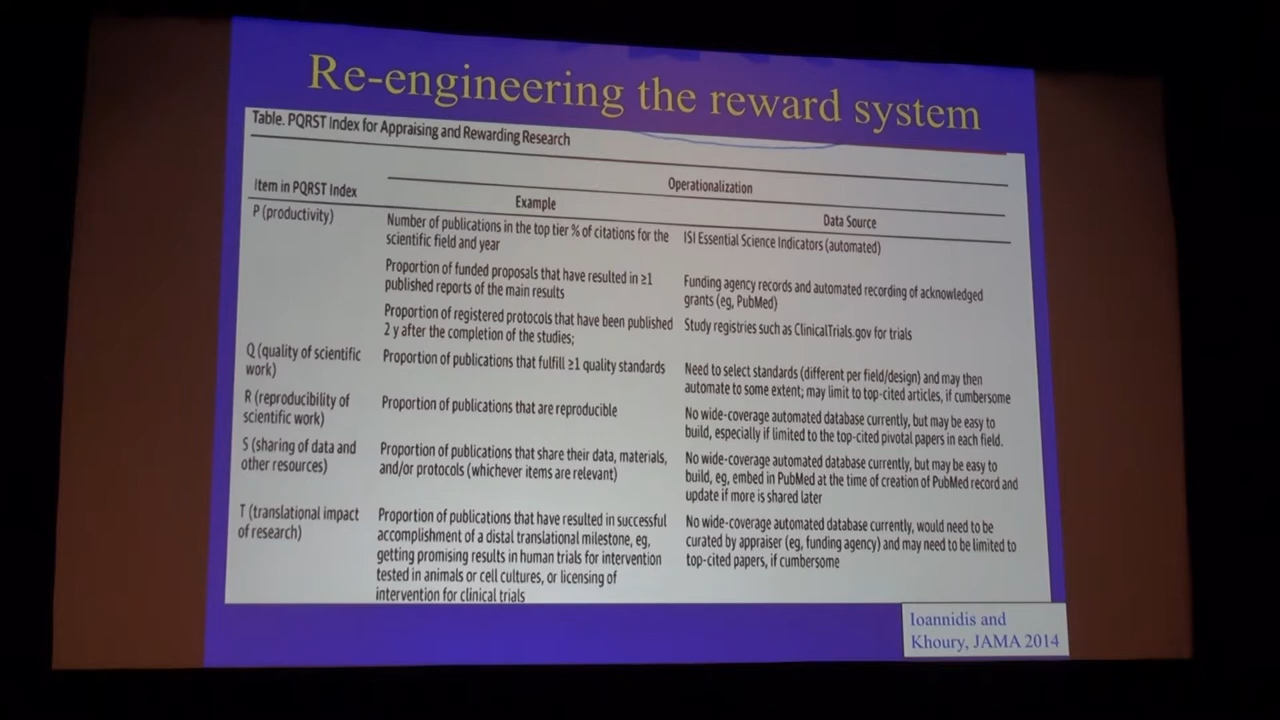 Re-engineering the reward system
Table. PQRST Index for Appraising and Rewarding Research
Operationalization
Item in PQRST Index
Example
Data Source
P (productivity)
Number of publications in the top tier % of citations for the
scientific field and year
ISI Essential Science Indicators (automated)
Proportion of funded proposals that have resulted in ≥1
published reports of the main results
Funding agency records and automated recording of acknowledged
grants (eg, PubMed)
Proportion of registered protocols that have been published
2 y after the completion of the studies;
Study registries such as ClinicalTrials.gov for trials
Q (quality of scientific
work)
Proportion of publications that fulfill ≥1 quality standards
Need to select standards (different per field/design) and may then
automate to some extent; may limit to top-cited articles, if cumbersome
R (reproducibility of
scientific work)
Proportion of publications that are reproducible
No wide-coverage automated database currently, but may be easy to
build, especially if limited to the top-cited pivotal papers in each field.
S (sharing of data and
other resources)
Proportion of publications that share their data, materials,
and/or protocols (whichever items are relevant)
No wide-coverage automated database currently, but may be easy to
build, eg, embed in PubMed at the time of creation of PubMed record and
update if more is shared later
T (translational impact
of research)
Proportion of publications that have resulted in successful
accomplishment of a distal translational milestone, eg,
getting promising results in human trials for intervention
tested in animals or cell cultures, or licensing of
intervention for clinical trials
No wide-coverage automated database currently, would need to be
curated by appraiser (eg, funding agency) and may need to be limited to
top-cited papers, if cumbersome
Ioannidis and
Khoury, JAMA 2014